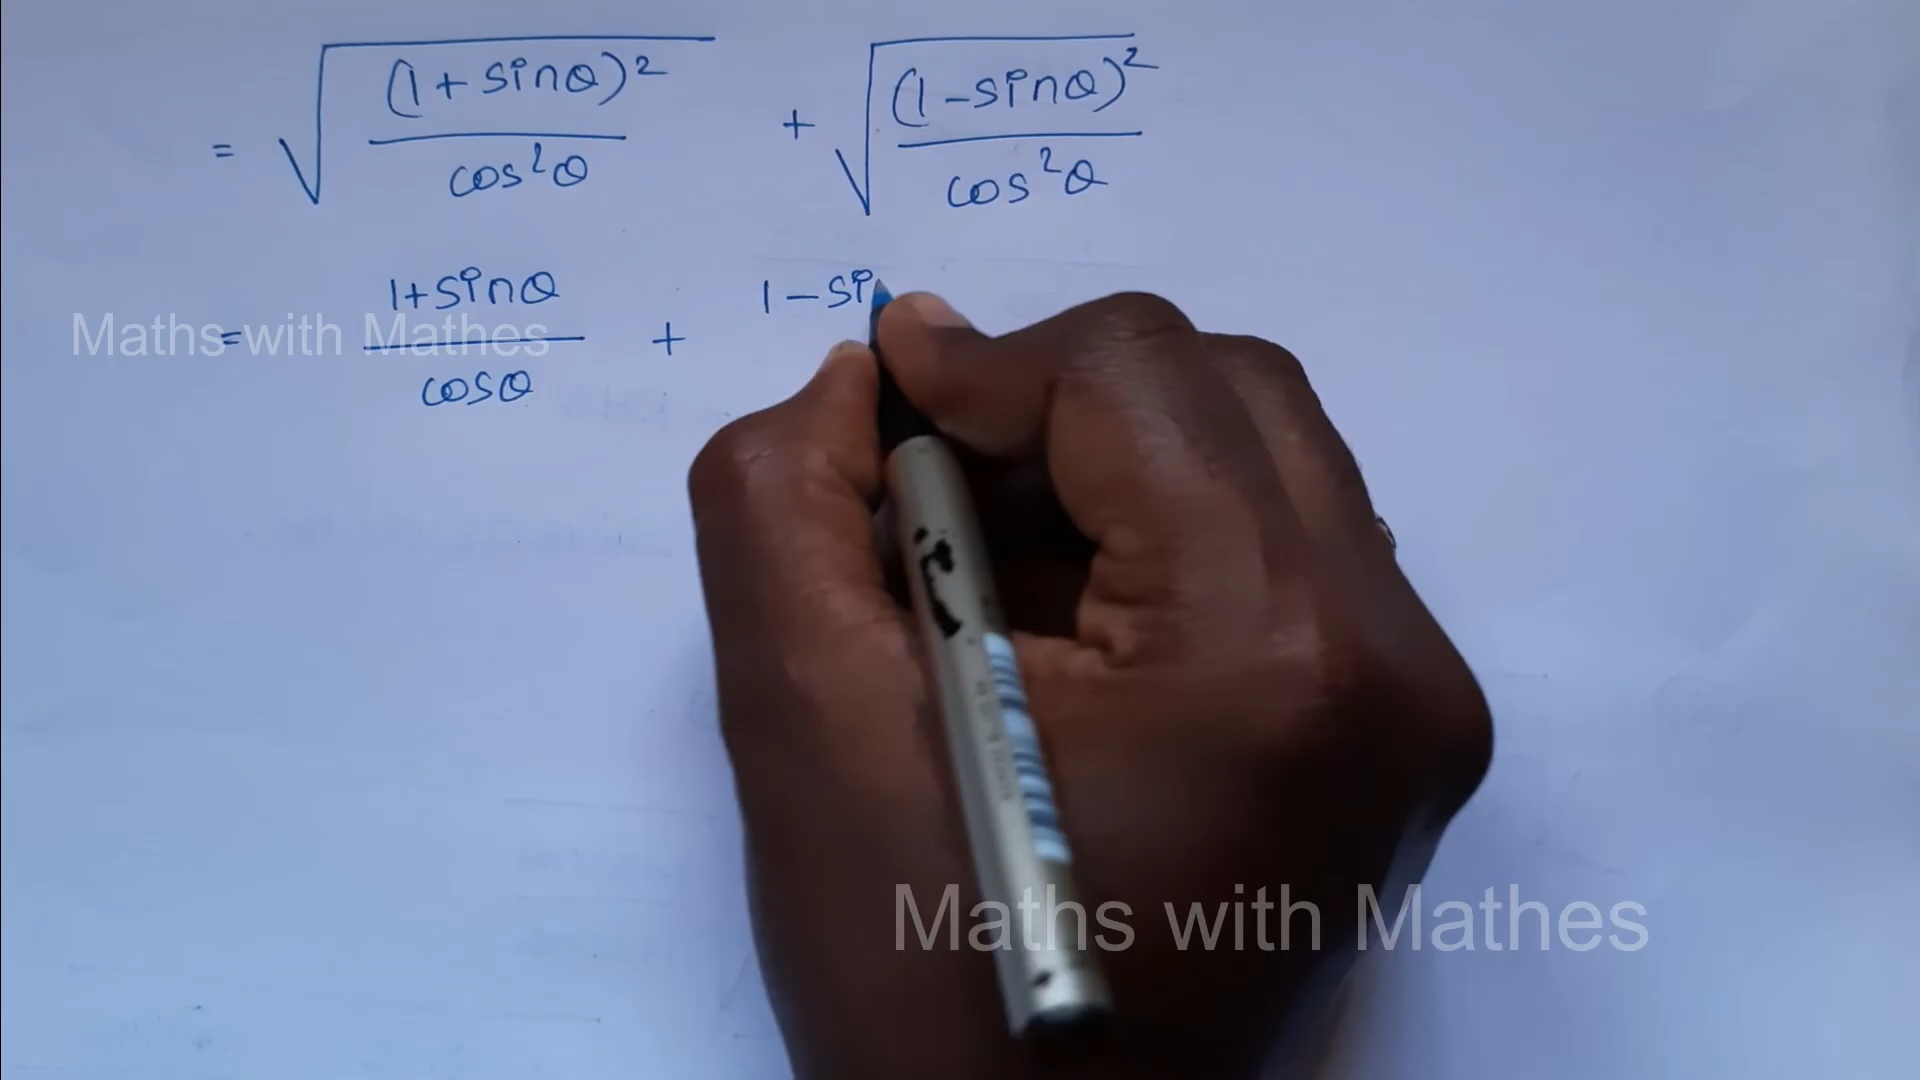 = √((1+sinθ)²/cos²θ) + √((1-sinθ)²/cos²θ)
= (1+sinθ)/cosθ + 1-si
Maths with Mathes
Maths with Mathes